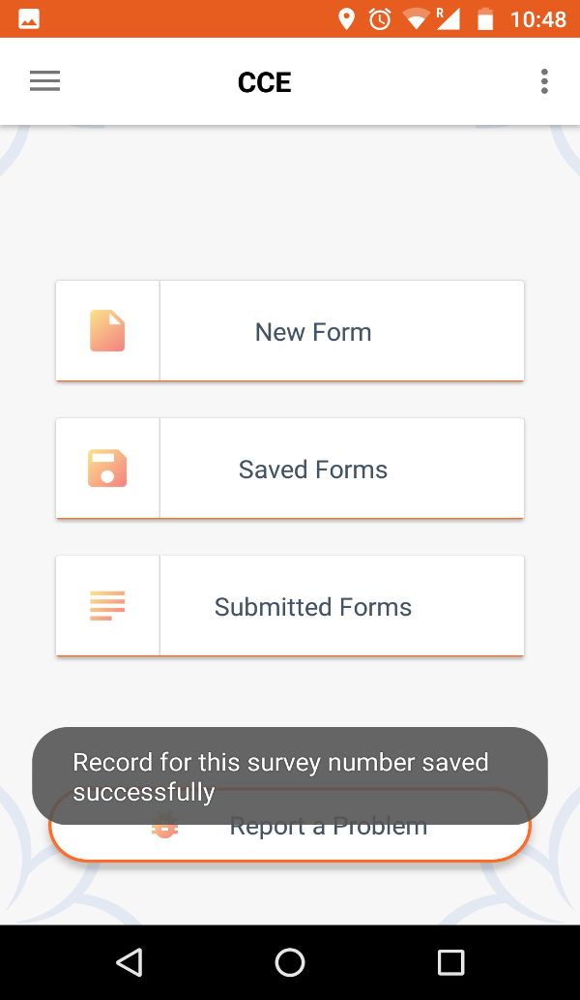 R
10:48
CCE
New Form
Saved Forms
Submitted Forms
Record for this survey number saved
successfully
Report a Problem